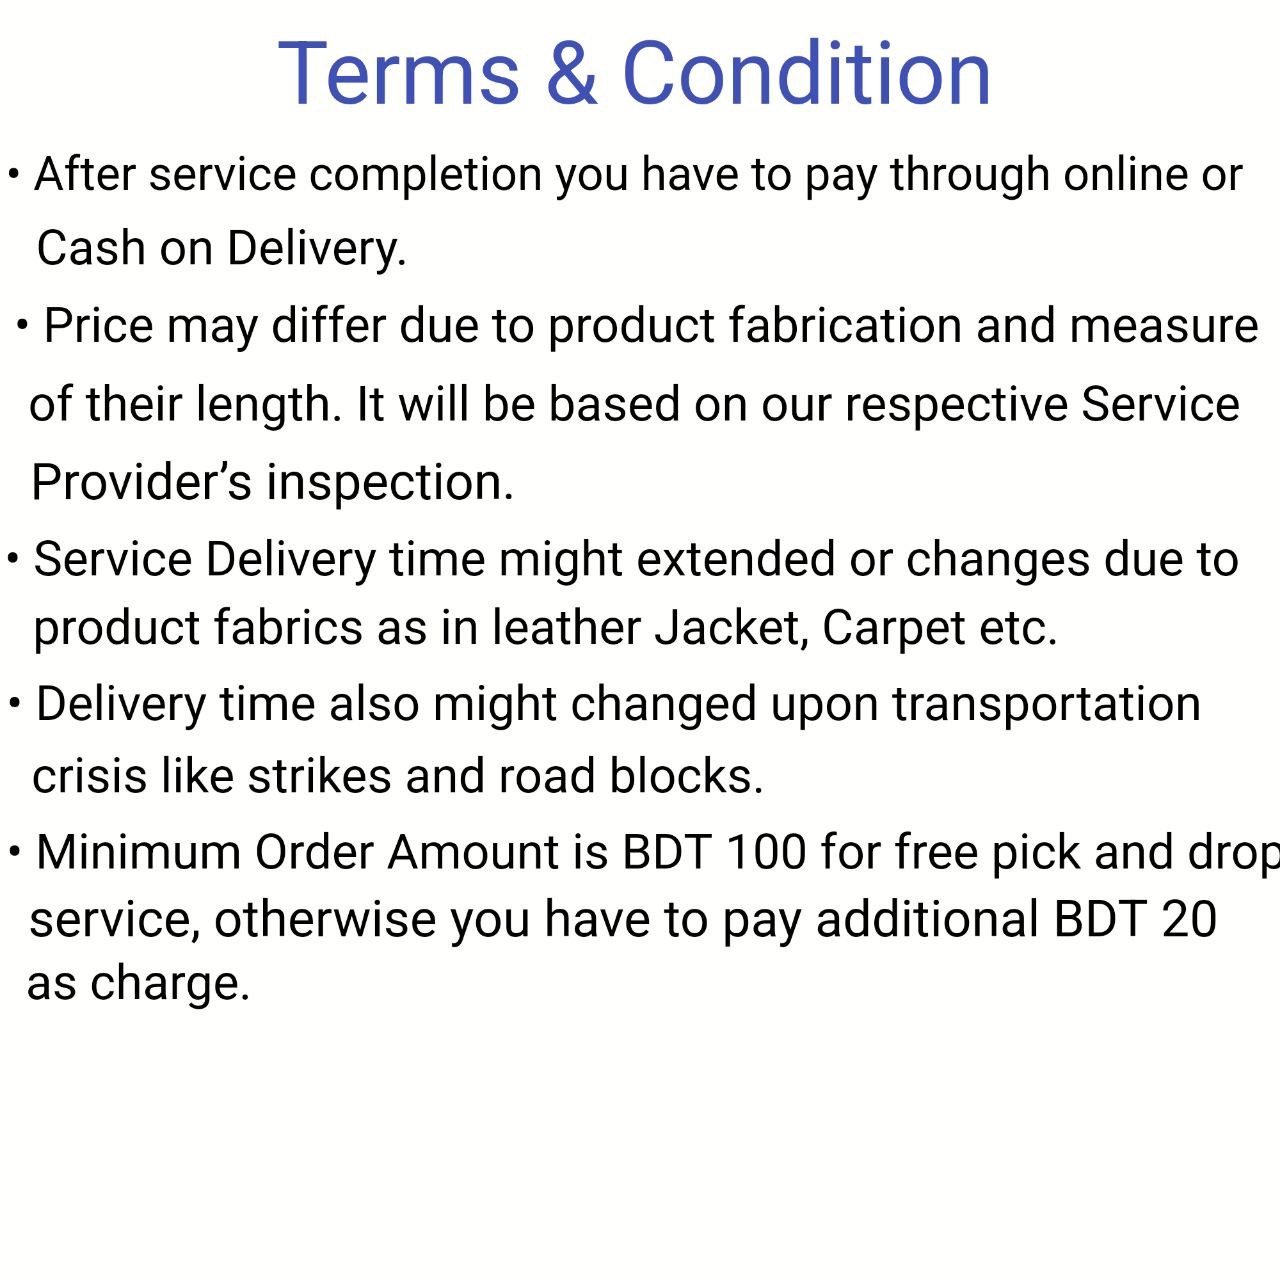 Terms & Condition
• After service completion you have to pay through online or
Cash on Delivery.
• Price may differ due to product fabrication and measure
of their length. It will be based on our respective Service
Provider’s inspection.
• Service Delivery time might extended or changes due to
product fabrics as in leather Jacket, Carpet etc.
• Delivery time also might changed upon transportation
crisis like strikes and road blocks.
• Minimum Order Amount is BDT 100 for free pick and drop
service, otherwise you have to pay additional BDT 20
as charge.